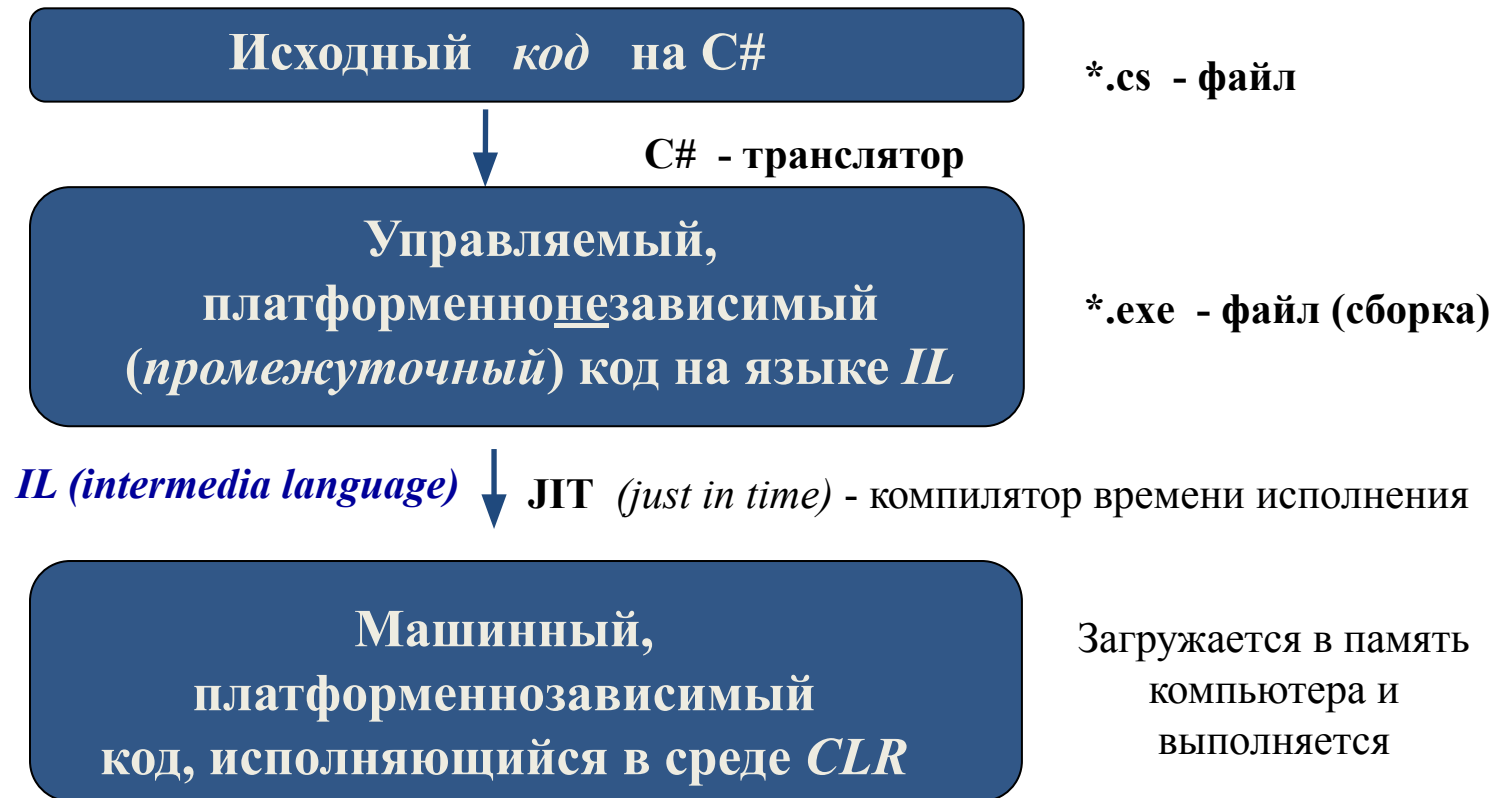 Исходный код на C#
*.cs - файл
C# - транслятор
Управляемый,
платформеннонезависимый
(промежуточный) код на языке IL
*.exe - файл (сборка)
IL (intermedia language)
JIT (just in time) - компилятор времени исполнения
Машинный,
платформеннозависимый
код, исполняющийся в среде CLR
Загружается в память
компьютера и
выполняется